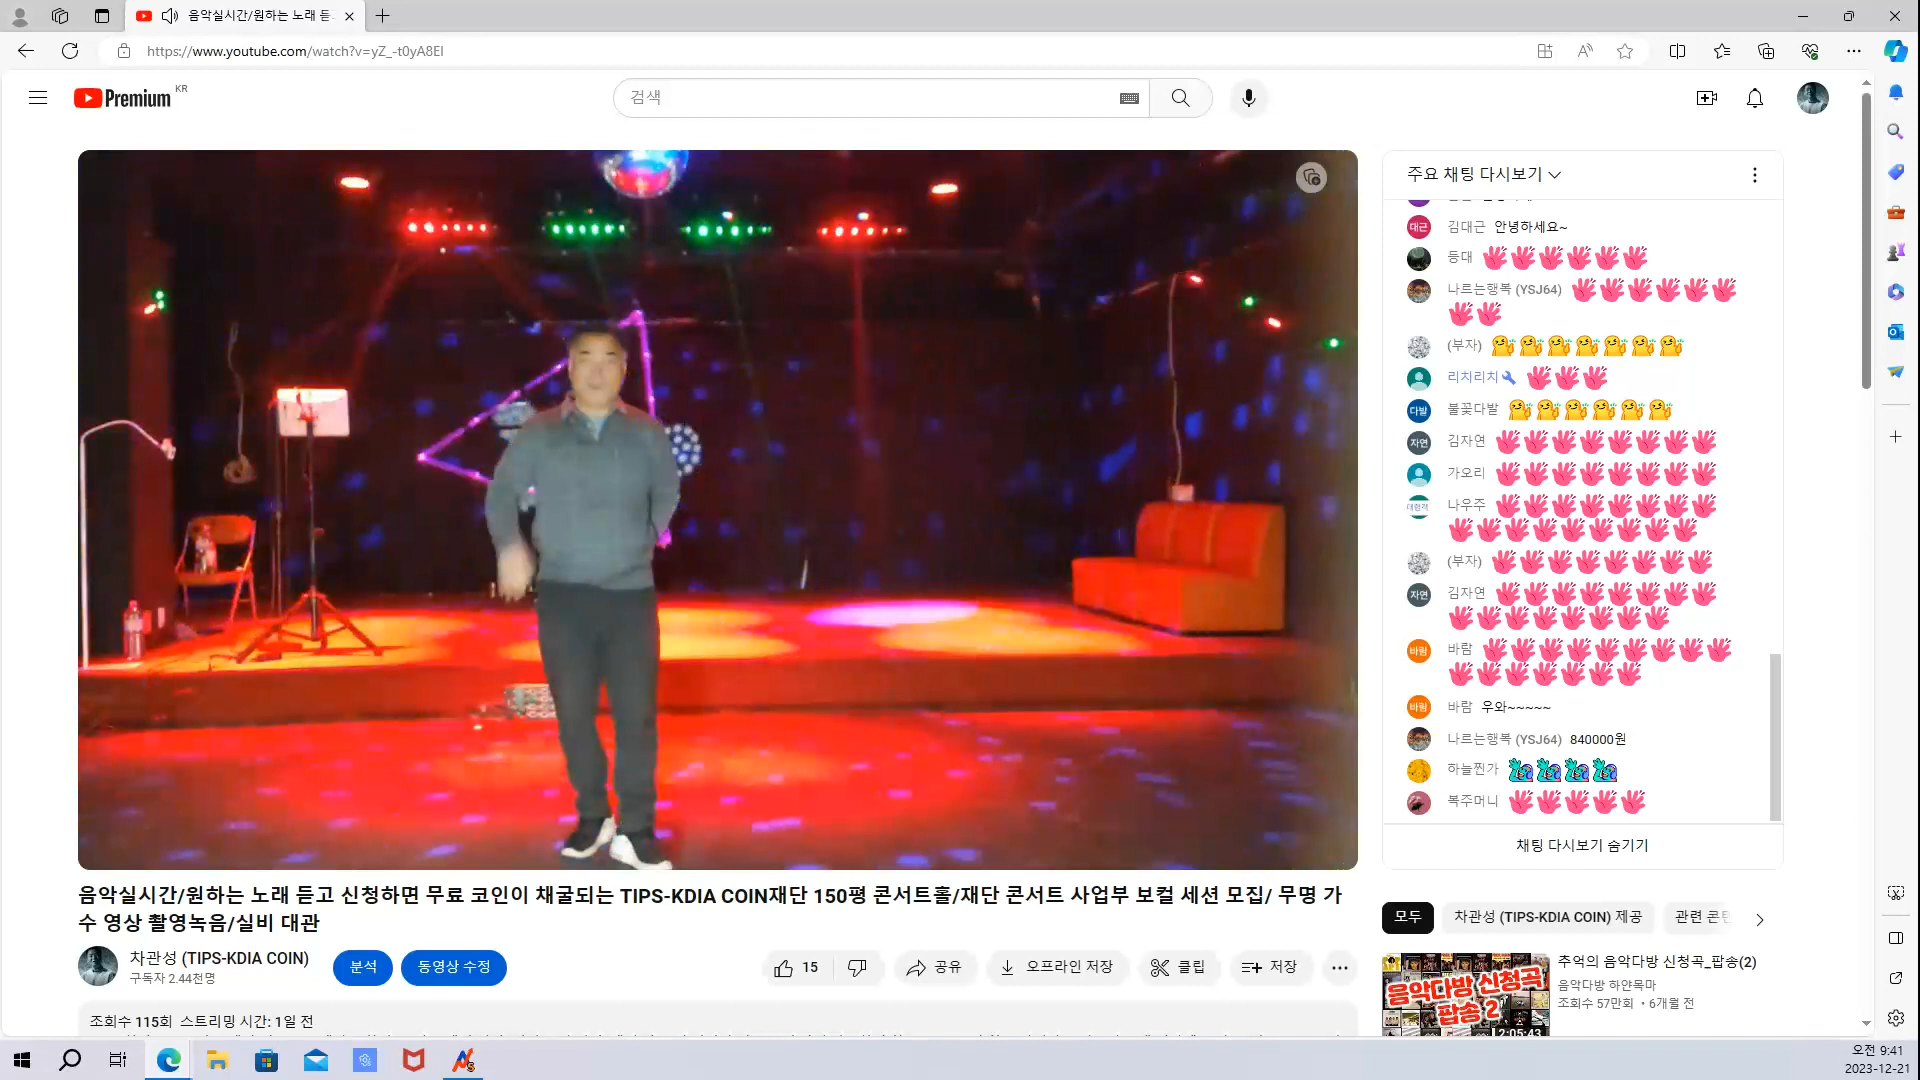 음악실시간/원하는 노래 듣
https://www.youtube.com/watch?v=yZ_-t0yA8EI
Premium KR
검색
주요 채팅 다시보기
대근 김대근 안녕하세요~
등대
나르는행복 (YSJ64)
(부자)
리치리치
다발 불꽃다발
자연 김자연
가오리
나우주
(부자)
자연 김자연
바람 바람
바람 바람 우와~~~~~
나르는행복 (YSJ64) 840000원
하늘찐가
복주머니
채팅 다시보기 숨기기
음악실시간/원하는 노래 듣고 신청하면 무료 코인이 채굴되는 TIPS-KDIA COIN재단 150평 콘서트홀/재단 콘서트 사업부 보컬 세션 모집/ 무명 가
수 영상 촬영녹음/실비 대관
차관성 (TIPS-KDIA COIN)
구독자 2.44천명
분석
동영상 수정
15
공유
오프라인 저장
클립
저장
조회수 115회 스트리밍 시간: 1일 전
모두
차관성 (TIPS-KDIA COIN) 제공
관련 콘텐
음악다방 신청곡
팝송 2
2:05:43
추억의 음악다방 신청곡_팝송(2)
음악다방 하얀목마
조회수 57만회 • 6개월 전
오전 9:41
2023-12-21